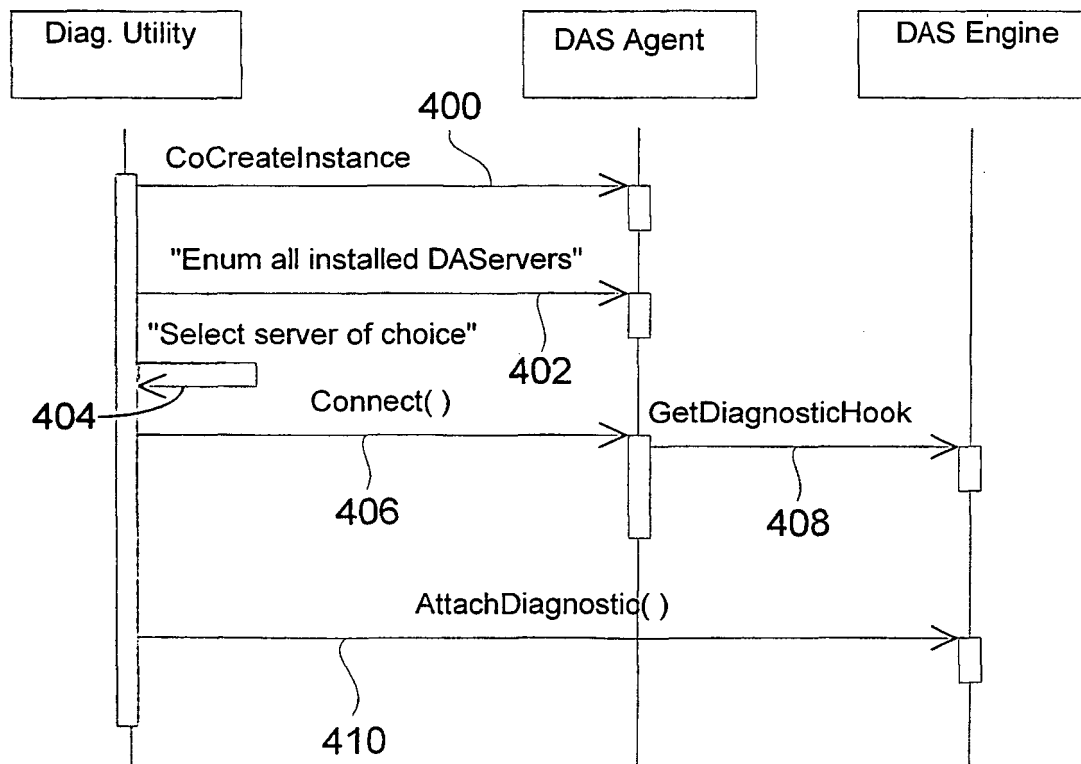 Diag. Utility
DAS Agent
DAS Engine
400
CoCreateInstance
"Enum all installed DAServers"
402
"Select server of choice"
404
Connect( )
GetDiagnosticHook
406
408
AttachDiagnostic( )
410